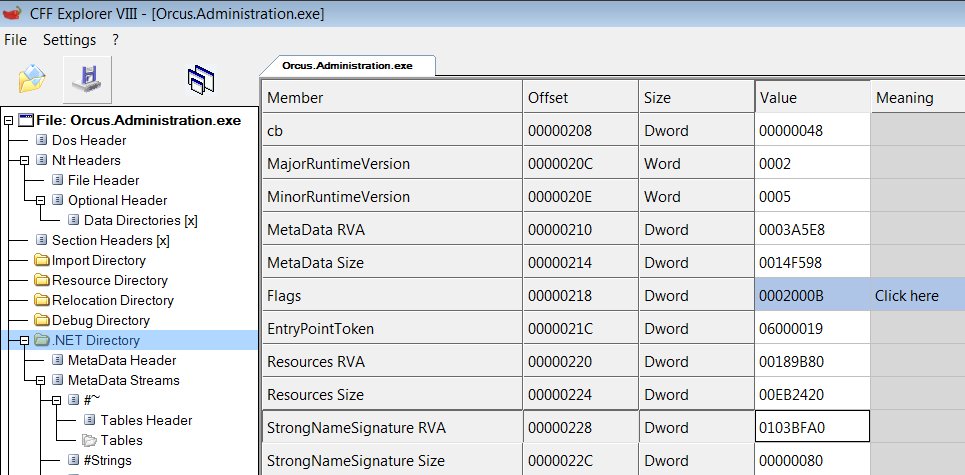 CFF Explorer VIII - [Orcus.Administration.exe]
File Settings ?
Orcus.Administration.exe
File: Orcus.Administration.exe
Dos Header
Nt Headers
File Header
Optional Header
Data Directories [x]
Section Headers [x]
Import Directory
Resource Directory
Relocation Directory
Debug Directory
.NET Directory
MetaData Header
MetaData Streams
#~
Tables Header
Tables
#Strings
Member Offset Size Value Meaning
cb 00000208 Dword 00000048
MajorRuntimeVersion 0000020C Word 0002
MinorRuntimeVersion 0000020E Word 0005
MetaData RVA 00000210 Dword 0003A5E8
MetaData Size 00000214 Dword 0014F598
Flags 00000218 Dword 0002000B Click here
EntryPointToken 0000021C Dword 06000019
Resources RVA 00000220 Dword 00189B80
Resources Size 00000224 Dword 00EB2420
StrongNameSignature RVA 00000228 Dword 0103BFA0
StrongNameSignature Size 0000022C Dword 00000080